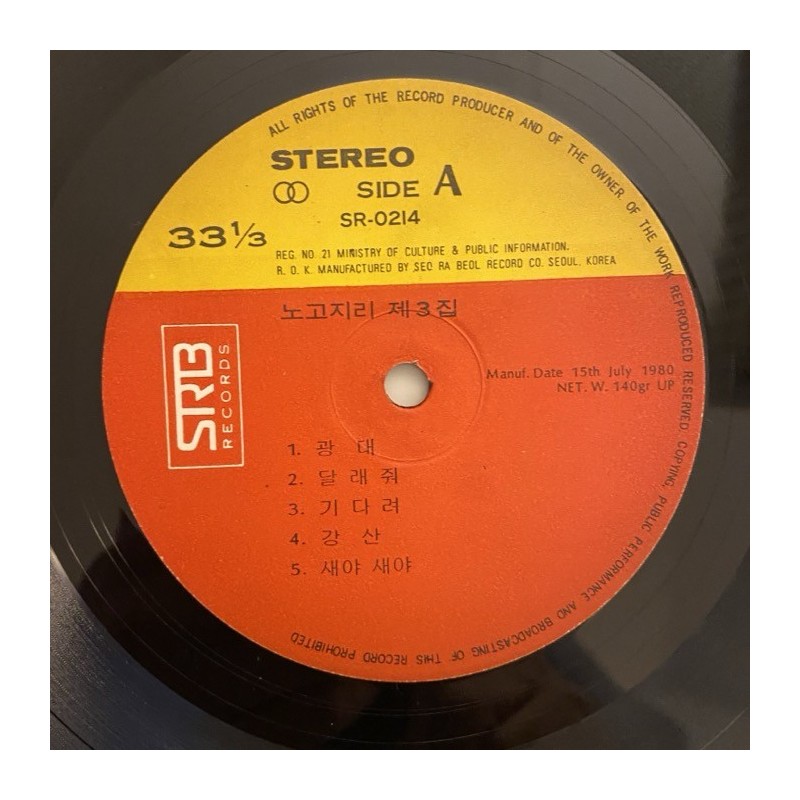 ALL RIGHTS OF THE RECORD PRODUCER AND OF THE OWNER OF THE WORK REPRODUCED RESERVED. COPYING, PUBLIC PERFORMANCE AND BROADCASTING OF THIS RECORD PROHIBITED
STEREO
SIDE A
SR-0214
33⅓
REG. NO. 21 MINISTRY OF CULTURE & PUBLIC INFORMATION.
R. O. K. MANUFACTURED BY SEO RA BEOL RECORD CO. SEOUL, KOREA
노고지리 제3집
SRB
RECORDS
Manuf. Date 15th July 1980
NET. W. 140gr UP
1. 광 대
2. 달래줘
3. 기다려
4. 강 산
5. 새야 새야